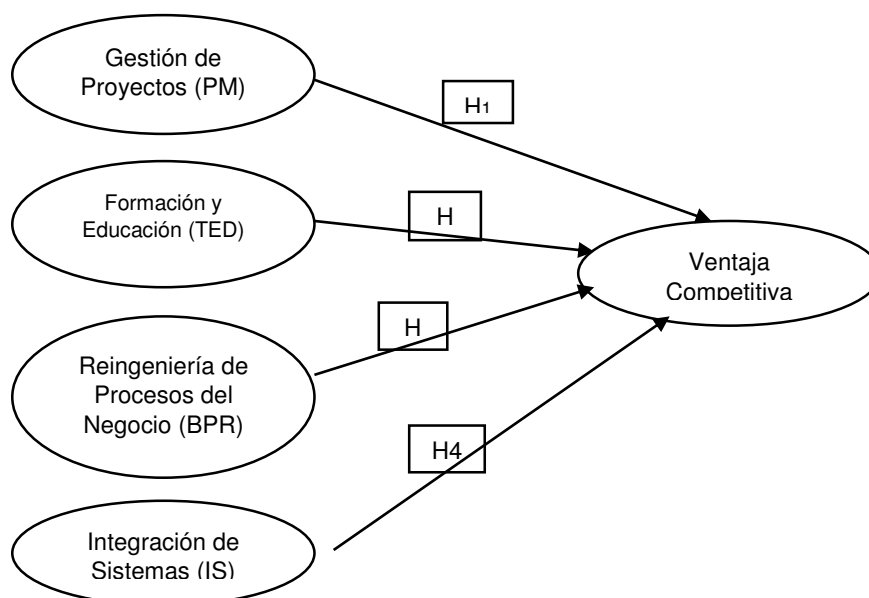 Gestión de
Proyectos (PM)
H1
Formación y
Educación (TED)
H
Ventaja
Competitiva
H
Reingeniería de
Procesos del
Negocio (BPR)
H4
Integración de
Sistemas (IS)